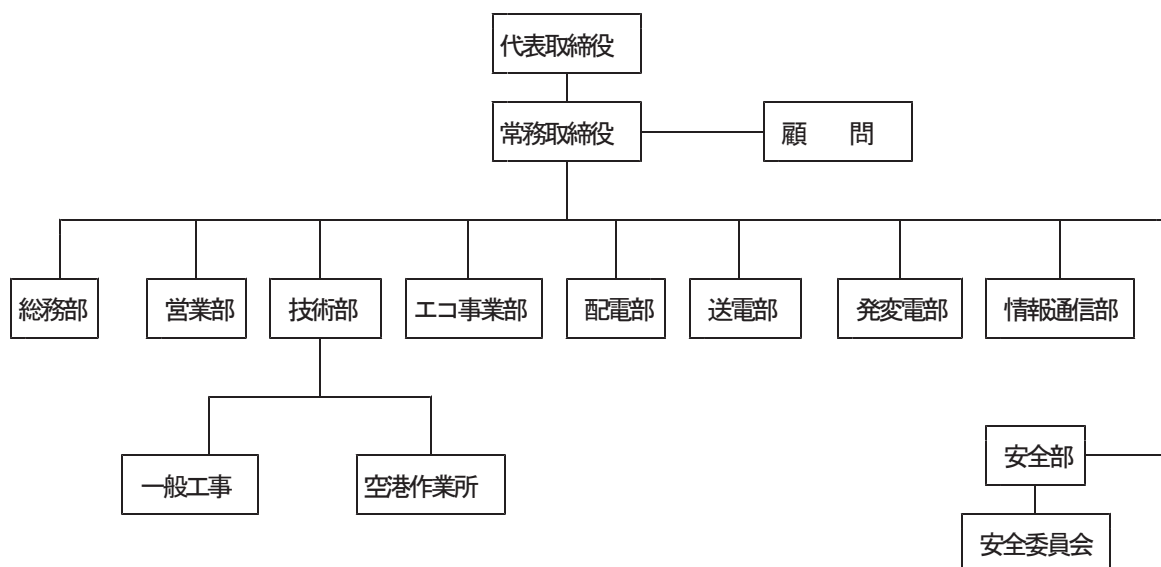 代表取締役
常務取締役
顧　問
総務部
営業部
技術部
エコ事業部
配電部
送電部
発変電部
情報通信部
一般工事
空港作業所
安全部
安全委員会